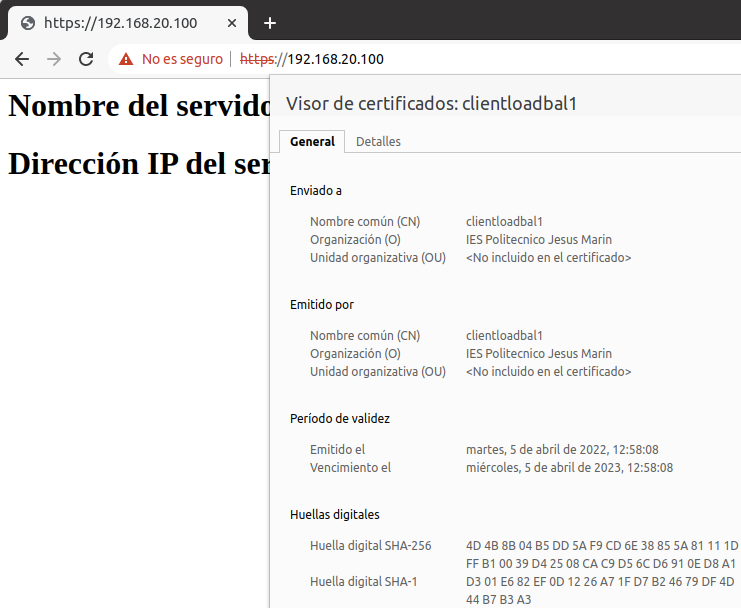 https://192.168.20.100
No es seguro https://192.168.20.100
Nombre del servido
Dirección IP del ser
Visor de certificados: clientloadbal1
General Detalles
Enviado a
Nombre común (CN) clientloadbal1
Organización (O) IES Politecnico Jesus Marin
Unidad organizativa (OU) <No incluido en el certificado>
Emitido por
Nombre común (CN) clientloadbal1
Organización (O) IES Politecnico Jesus Marin
Unidad organizativa (OU) <No incluido en el certificado>
Período de validez
Emitido el martes, 5 de abril de 2022, 12:58:08
Vencimiento el miércoles, 5 de abril de 2023, 12:58:08
Huellas digitales
Huella digital SHA-256 4D 4B 8B 04 B5 DD 5A F9 CD 6E 38 85 5A 81 11 1D
FF B1 00 39 D4 25 08 CA C9 D5 6C D6 91 0E D8 A1
Huella digital SHA-1 D3 01 E6 82 EF 0D 12 26 A7 1F D7 B2 46 79 DF 4D
44 B7 B3 A3